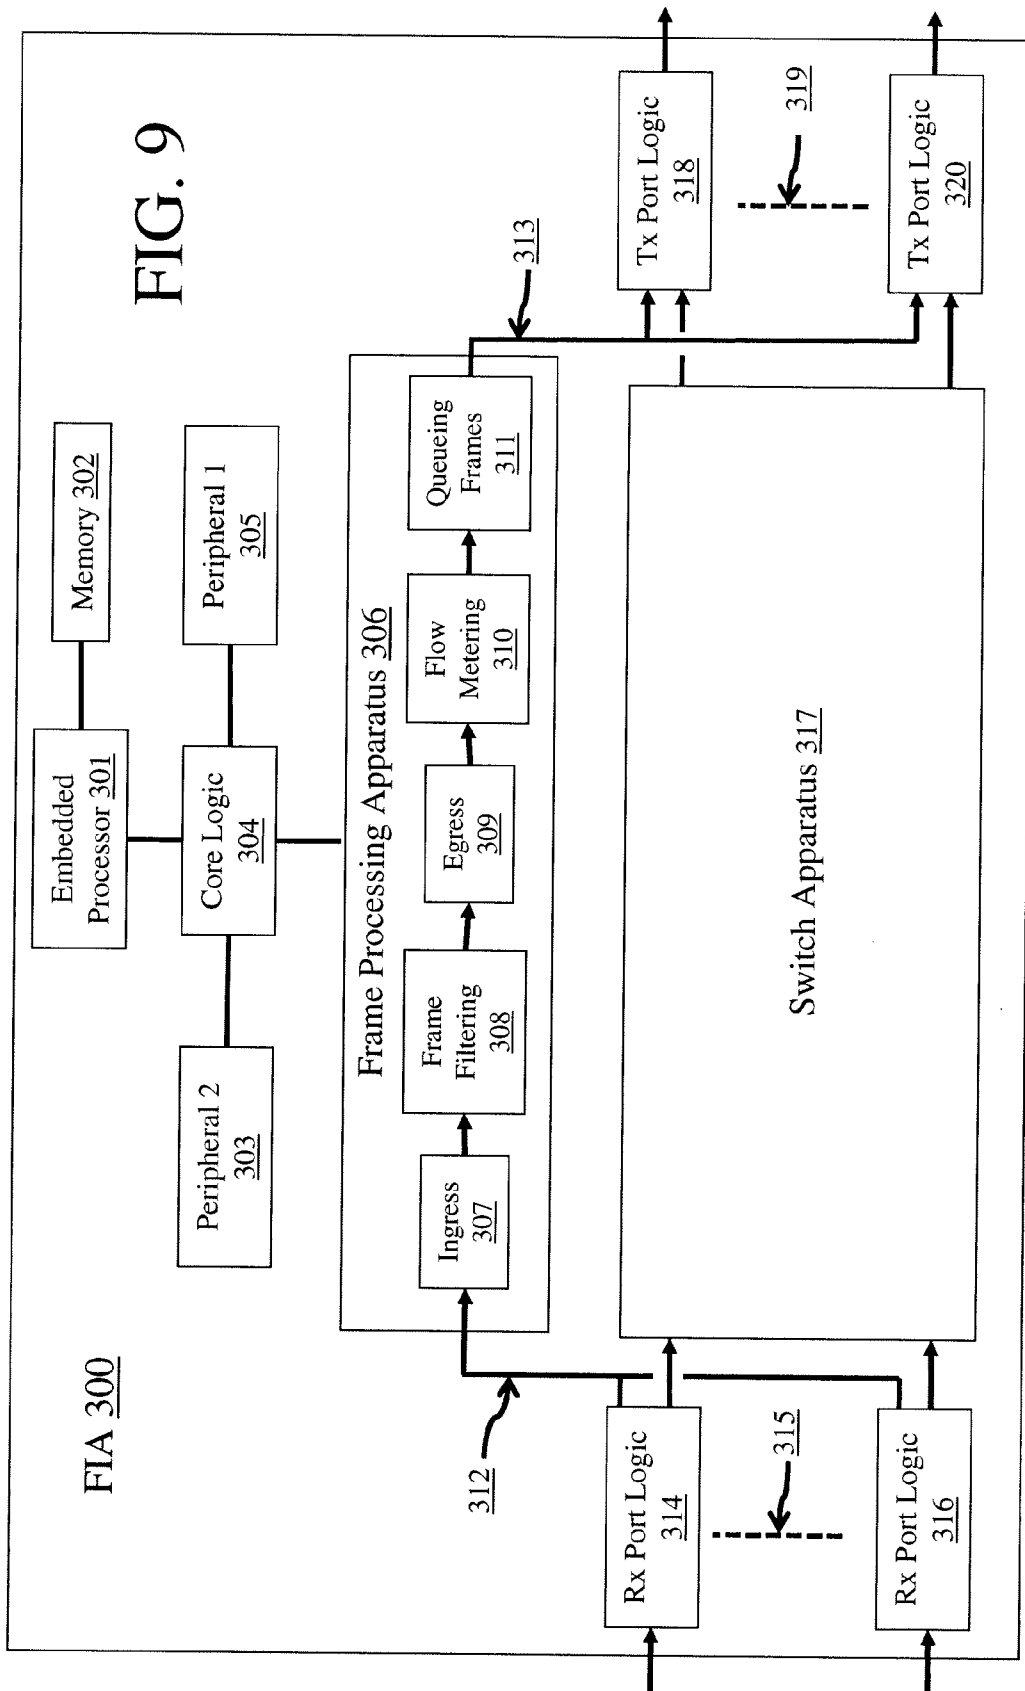 FIG. 9
FIA 300
Embedded
Processor 301
Memory 302
Peripheral 2
303
Core Logic
304
Peripheral 1
305
Frame Processing Apparatus 306
Ingress
307
Frame
Filtering
308
Egress
309
Flow
Metering
310
Queueing
Frames
311
312
313
Rx Port Logic
314
315
Rx Port Logic
316
Switch Apparatus 317
Tx Port Logic
318
319
Tx Port Logic
320